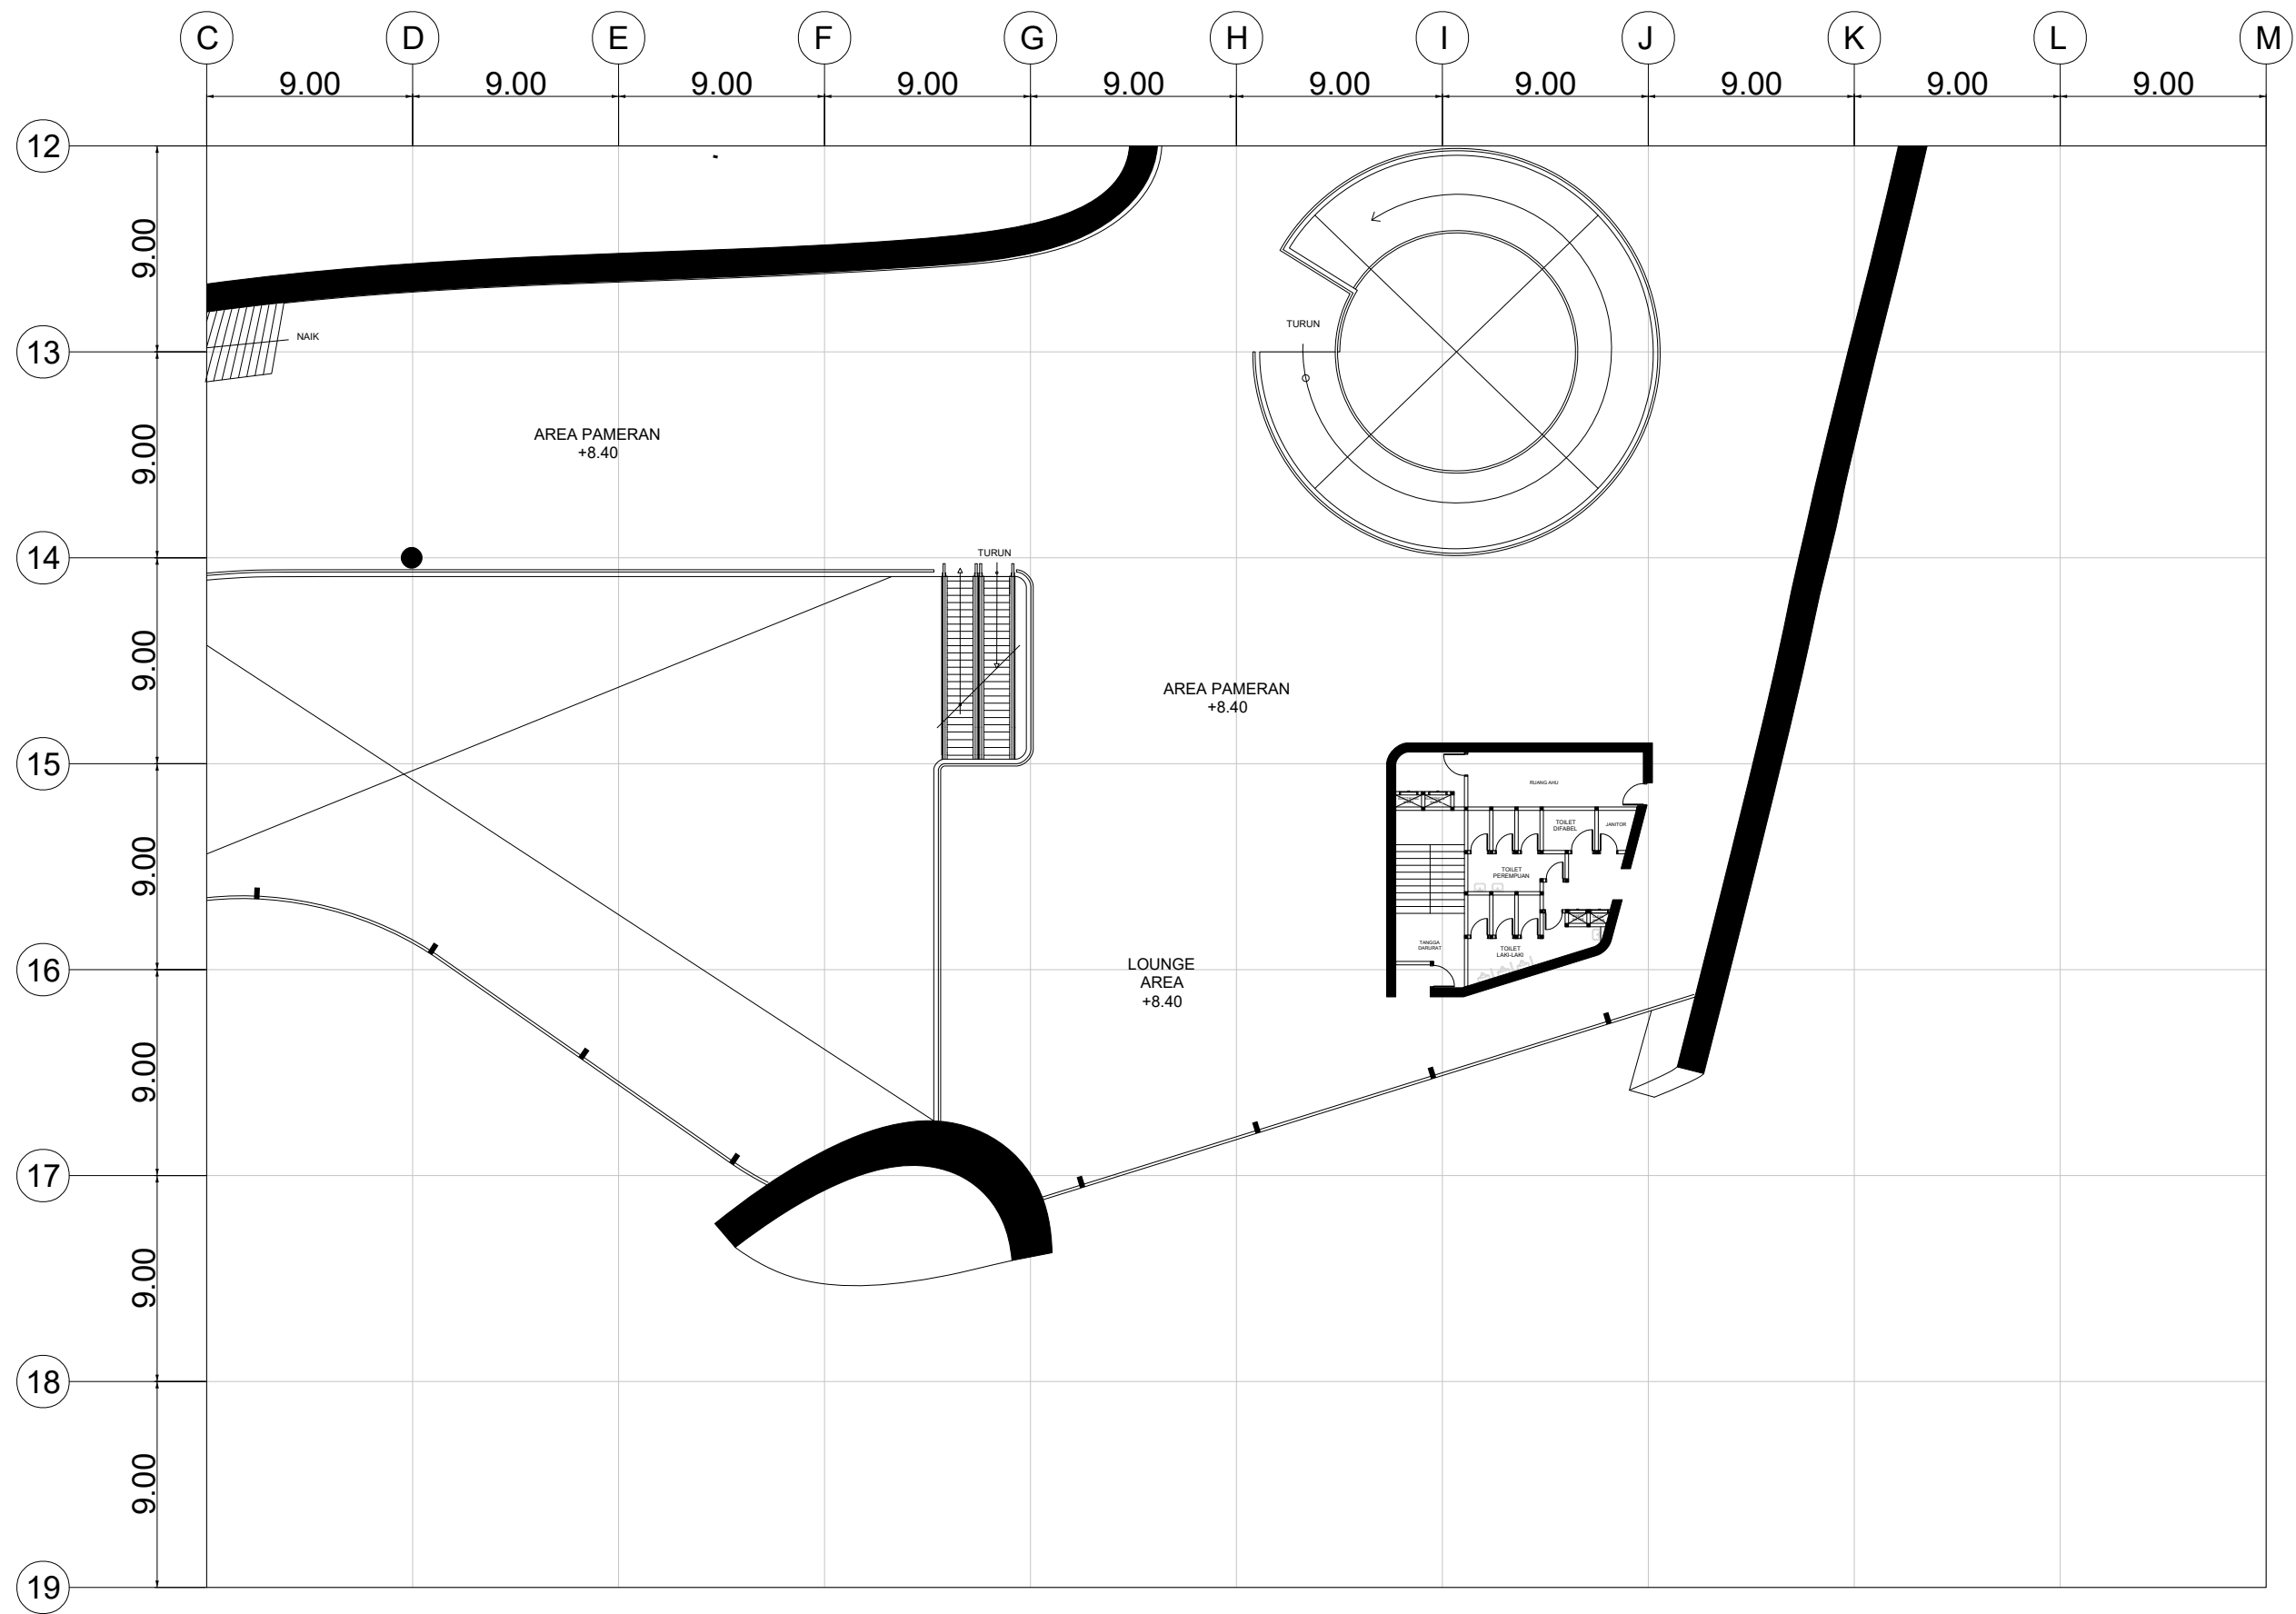 C D E F G H I J K L M
9.00 9.00 9.00 9.00 9.00 9.00 9.00 9.00 9.00 9.00
12
9.00
TURUN
NAIK
13
AREA PAMERAN
+8.40
9.00
14
TURUN
9.00
AREA PAMERAN
+8.40
15
RUANG AHU
TOILET
DIFABEL
JANITOR
9.00
TOILET
PEREMPUAN
TANGGA
DARURAT
TOILET
LAKI-LAKI
16
LOUNGE
AREA
+8.40
9.00
17
9.00
18
9.00
19